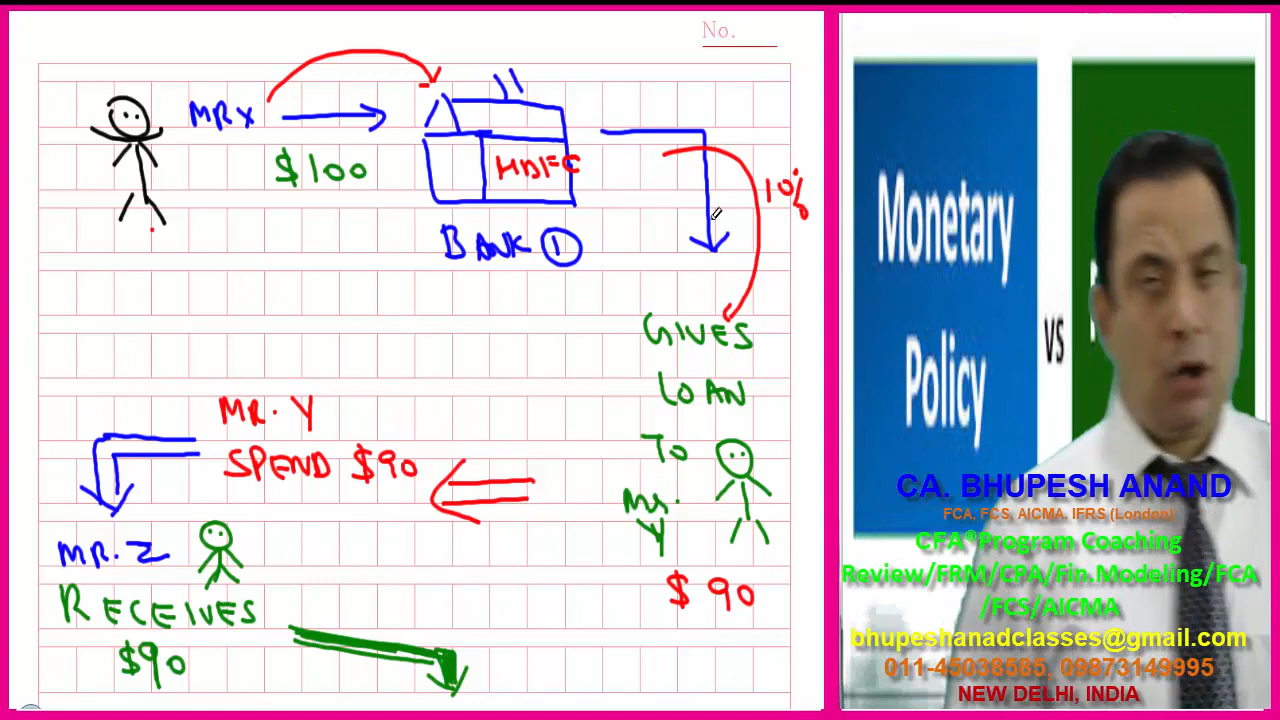 No.
MR X
$100
HDFC
BANK ①
10%
GIVES
LOAN
TO
MR.
Y
$90
MR. Y
SPEND $90
MR. Z
RECEIVES
$90
Monetary
Policy
VS
CA. BHUPESH ANAND
FCA, FCS, AICMA. IFRS (London)
CFA®Program Coaching
Review/FRM/CPA/Fin.Modeling/FCA
/FCS/AICMA
bhupeshanadclasses@gmail.com
011-45038585, 09873149995
NEW DELHI, INDIA